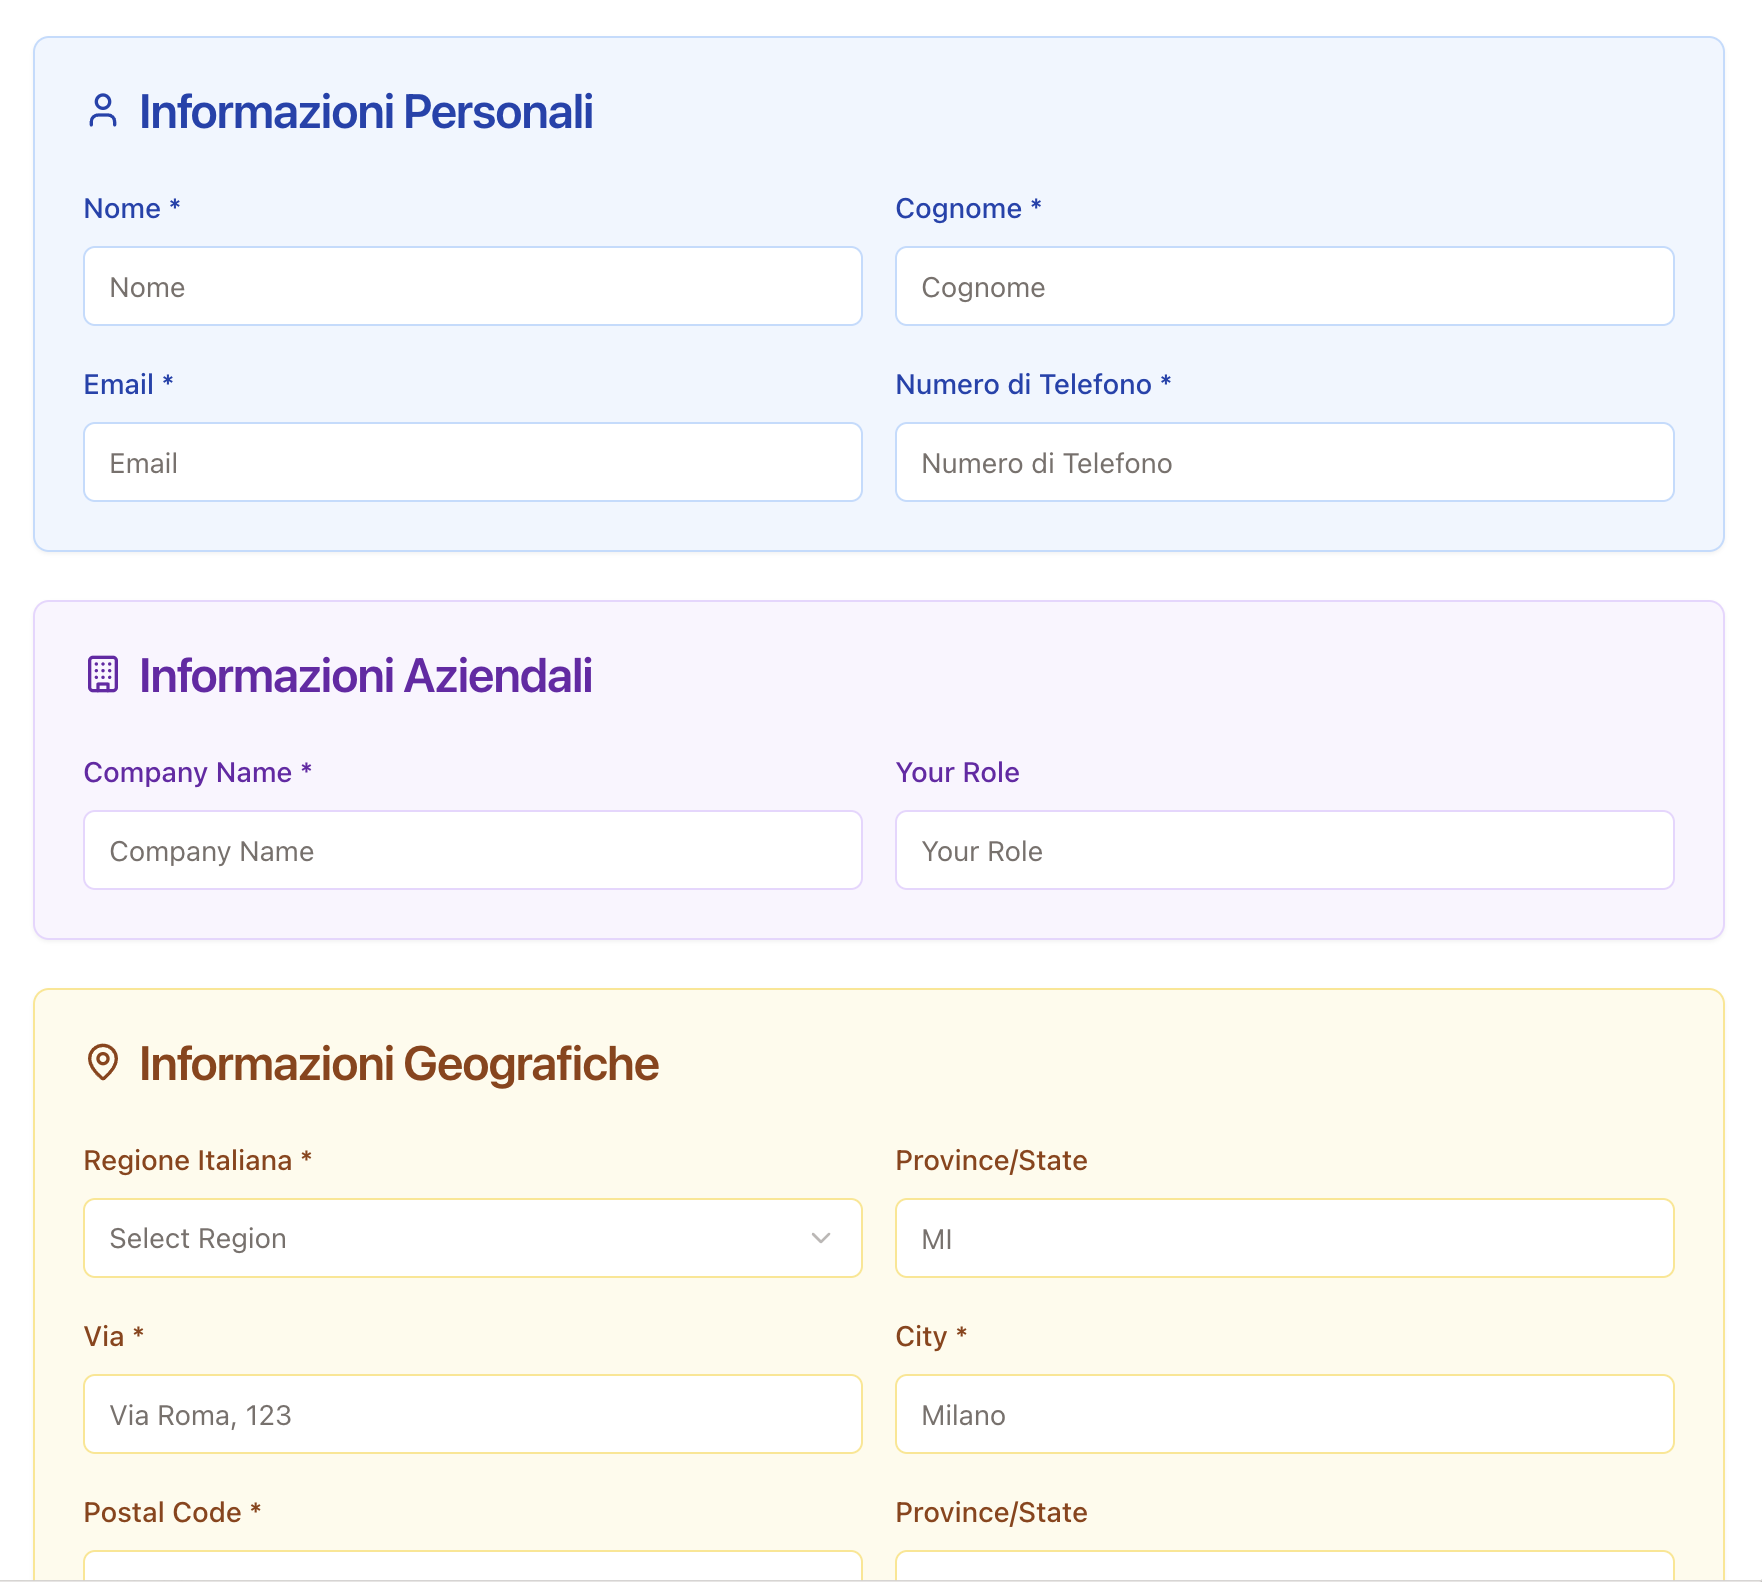 Informazioni Personali
Nome *
Cognome *
Nome
Cognome
Email *
Numero di Telefono *
Email
Numero di Telefono
Informazioni Aziendali
Company Name *
Your Role
Company Name
Your Role
Informazioni Geografiche
Regione Italiana *
Province/State
Select Region
MI
Via *
City *
Via Roma, 123
Milano
Postal Code *
Province/State